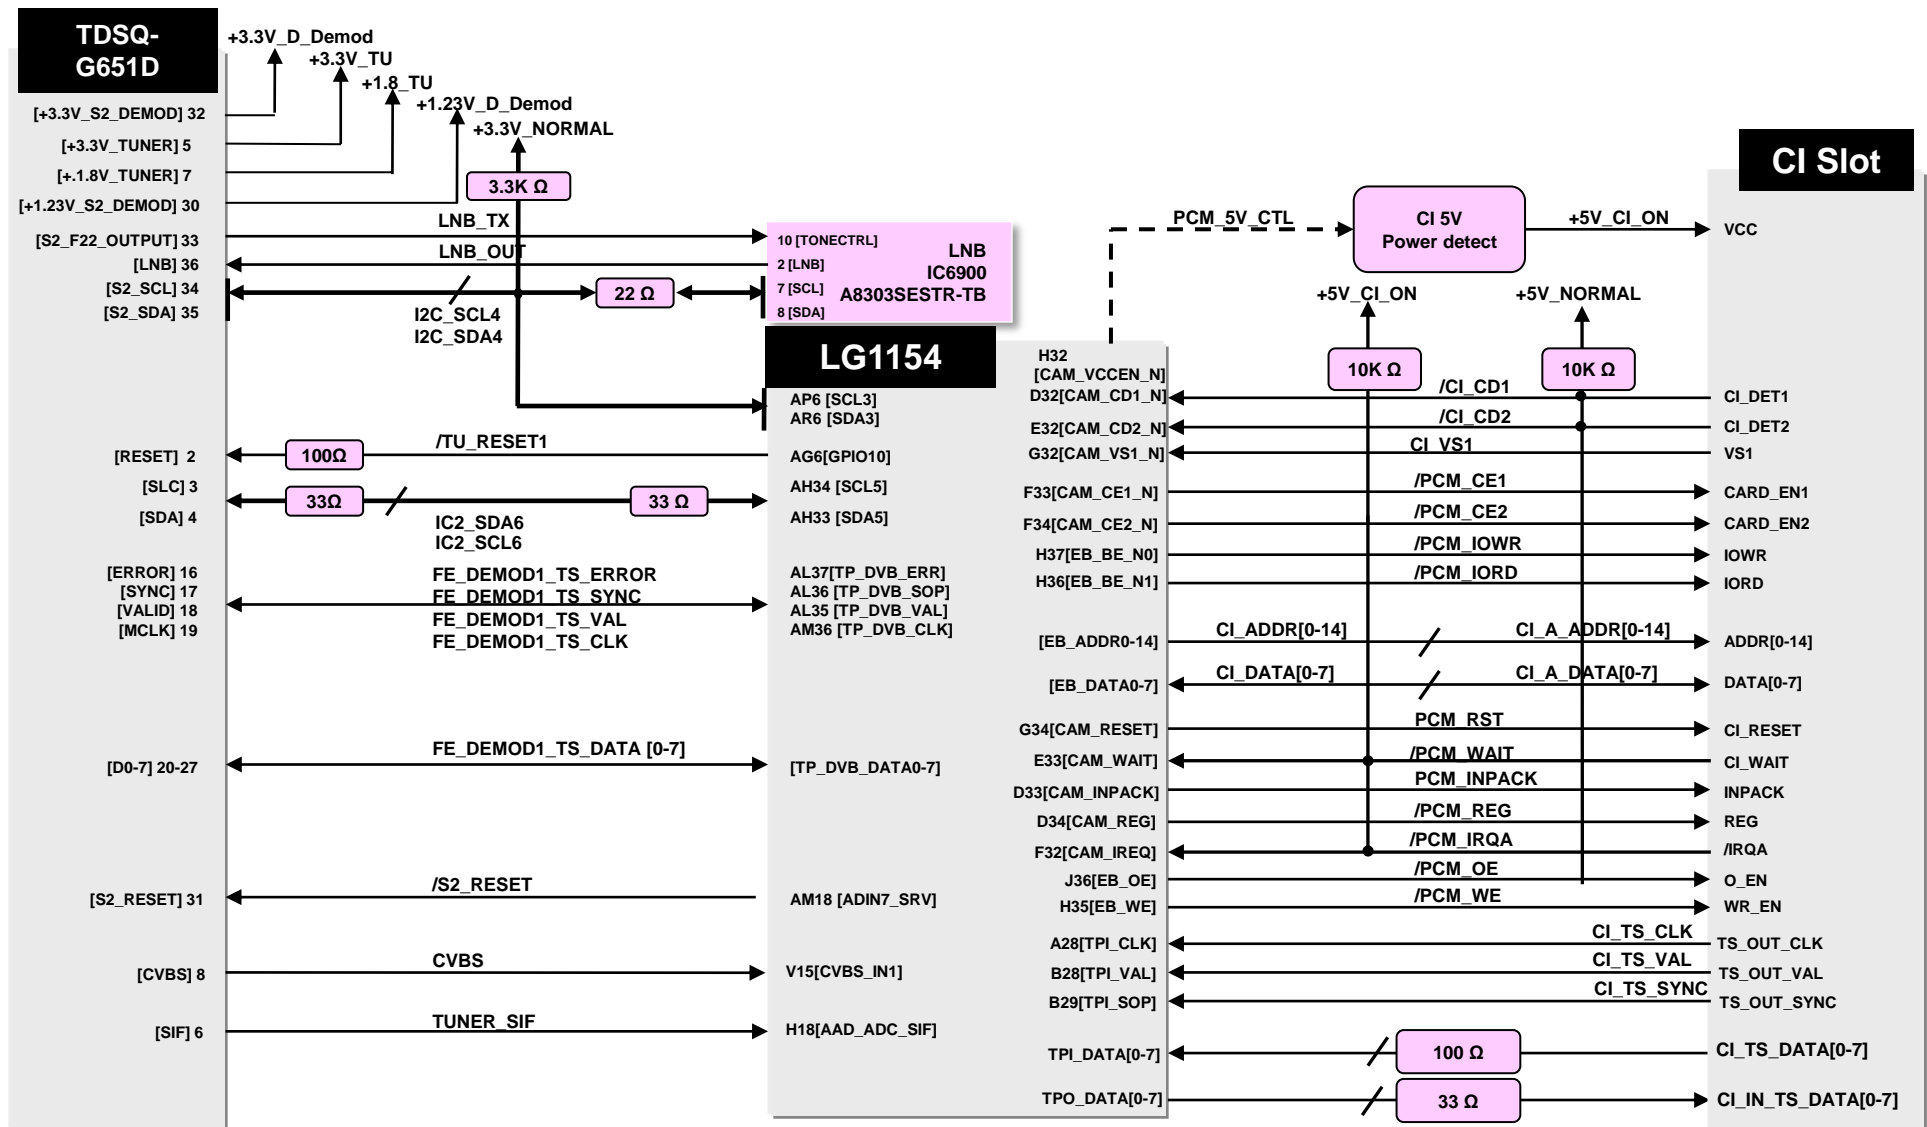 TDSQ-
G651D
+3.3V_D_Demod
+3.3V_TU
+1.8_TU
+1.23V_D_Demod
+3.3V_NORMAL
3.3K Ω
[+3.3V_S2_DEMOD] 32
[+3.3V_TUNER] 5
[+.1.8V_TUNER] 7
[+1.23V_S2_DEMOD] 30
[S2_F22_OUTPUT] 33
[LNB] 36
[S2_SCL] 34
[S2_SDA] 35
LNB_TX
LNB_OUT
22 Ω
I2C_SCL4
I2C_SDA4
10 [TONECTRL]
2 [LNB]
7 [SCL]
8 [SDA]
LNB
IC6900
A8303SESTR-TB
LG1154
AP6 [SCL3]
AR6 [SDA3]
[RESET] 2
100Ω
/TU_RESET1
AG6[GPIO10]
[SLC] 3
[SDA] 4
33Ω
33 Ω
IC2_SDA6
IC2_SCL6
AH34 [SCL5]
AH33 [SDA5]
[ERROR] 16
[SYNC] 17
[VALID] 18
[MCLK] 19
FE_DEMOD1_TS_ERROR
FE_DEMOD1_TS_SYNC
FE_DEMOD1_TS_VAL
FE_DEMOD1_TS_CLK
AL37[TP_DVB_ERR]
AL36 [TP_DVB_SOP]
AL35 [TP_DVB_VAL]
AM36 [TP_DVB_CLK]
[D0-7] 20-27
FE_DEMOD1_TS_DATA [0-7]
[TP_DVB_DATA0-7]
[S2_RESET] 31
/S2_RESET
AM18 [ADIN7_SRV]
[CVBS] 8
CVBS
V15[CVBS_IN1]
[SIF] 6
TUNER_SIF
H18[AAD_ADC_SIF]
CI Slot
PCM_5V_CTL
CI 5V
Power detect
+5V_CI_ON
VCC
+5V_CI_ON
+5V_NORMAL
10K Ω
10K Ω
H32
[CAM_VCCEN_N]
D32[CAM_CD1_N]
/CI_CD1
CI_DET1
E32[CAM_CD2_N]
/CI_CD2
CI_DET2
G32[CAM_VS1_N]
CI_VS1
VS1
F33[CAM_CE1_N]
/PCM_CE1
CARD_EN1
F34[CAM_CE2_N]
/PCM_CE2
CARD_EN2
H37[EB_BE_N0]
/PCM_IOWR
IOWR
H36[EB_BE_N1]
/PCM_IORD
IORD
[EB_ADDR0-14]
CI_ADDR[0-14]
CI_A_ADDR[0-14]
ADDR[0-14]
[EB_DATA0-7]
CI_DATA[0-7]
CI_A_DATA[0-7]
DATA[0-7]
G34[CAM_RESET]
PCM_RST
CI_RESET
E33[CAM_WAIT]
/PCM_WAIT
CI_WAIT
D33[CAM_INPACK]
PCM_INPACK
INPACK
D34[CAM_REG]
/PCM_REG
REG
F32[CAM_IREQ]
/PCM_IRQA
/IRQA
J36[EB_OE]
/PCM_OE
O_EN
H35[EB_WE]
/PCM_WE
WR_EN
A28[TPI_CLK]
CI_TS_CLK
TS_OUT_CLK
B28[TPI_VAL]
CI_TS_VAL
TS_OUT_VAL
B29[TPI_SOP]
CI_TS_SYNC
TS_OUT_SYNC
TPI_DATA[0-7]
100 Ω
CI_TS_DATA[0-7]
TPO_DATA[0-7]
33 Ω
CI_IN_TS_DATA[0-7]